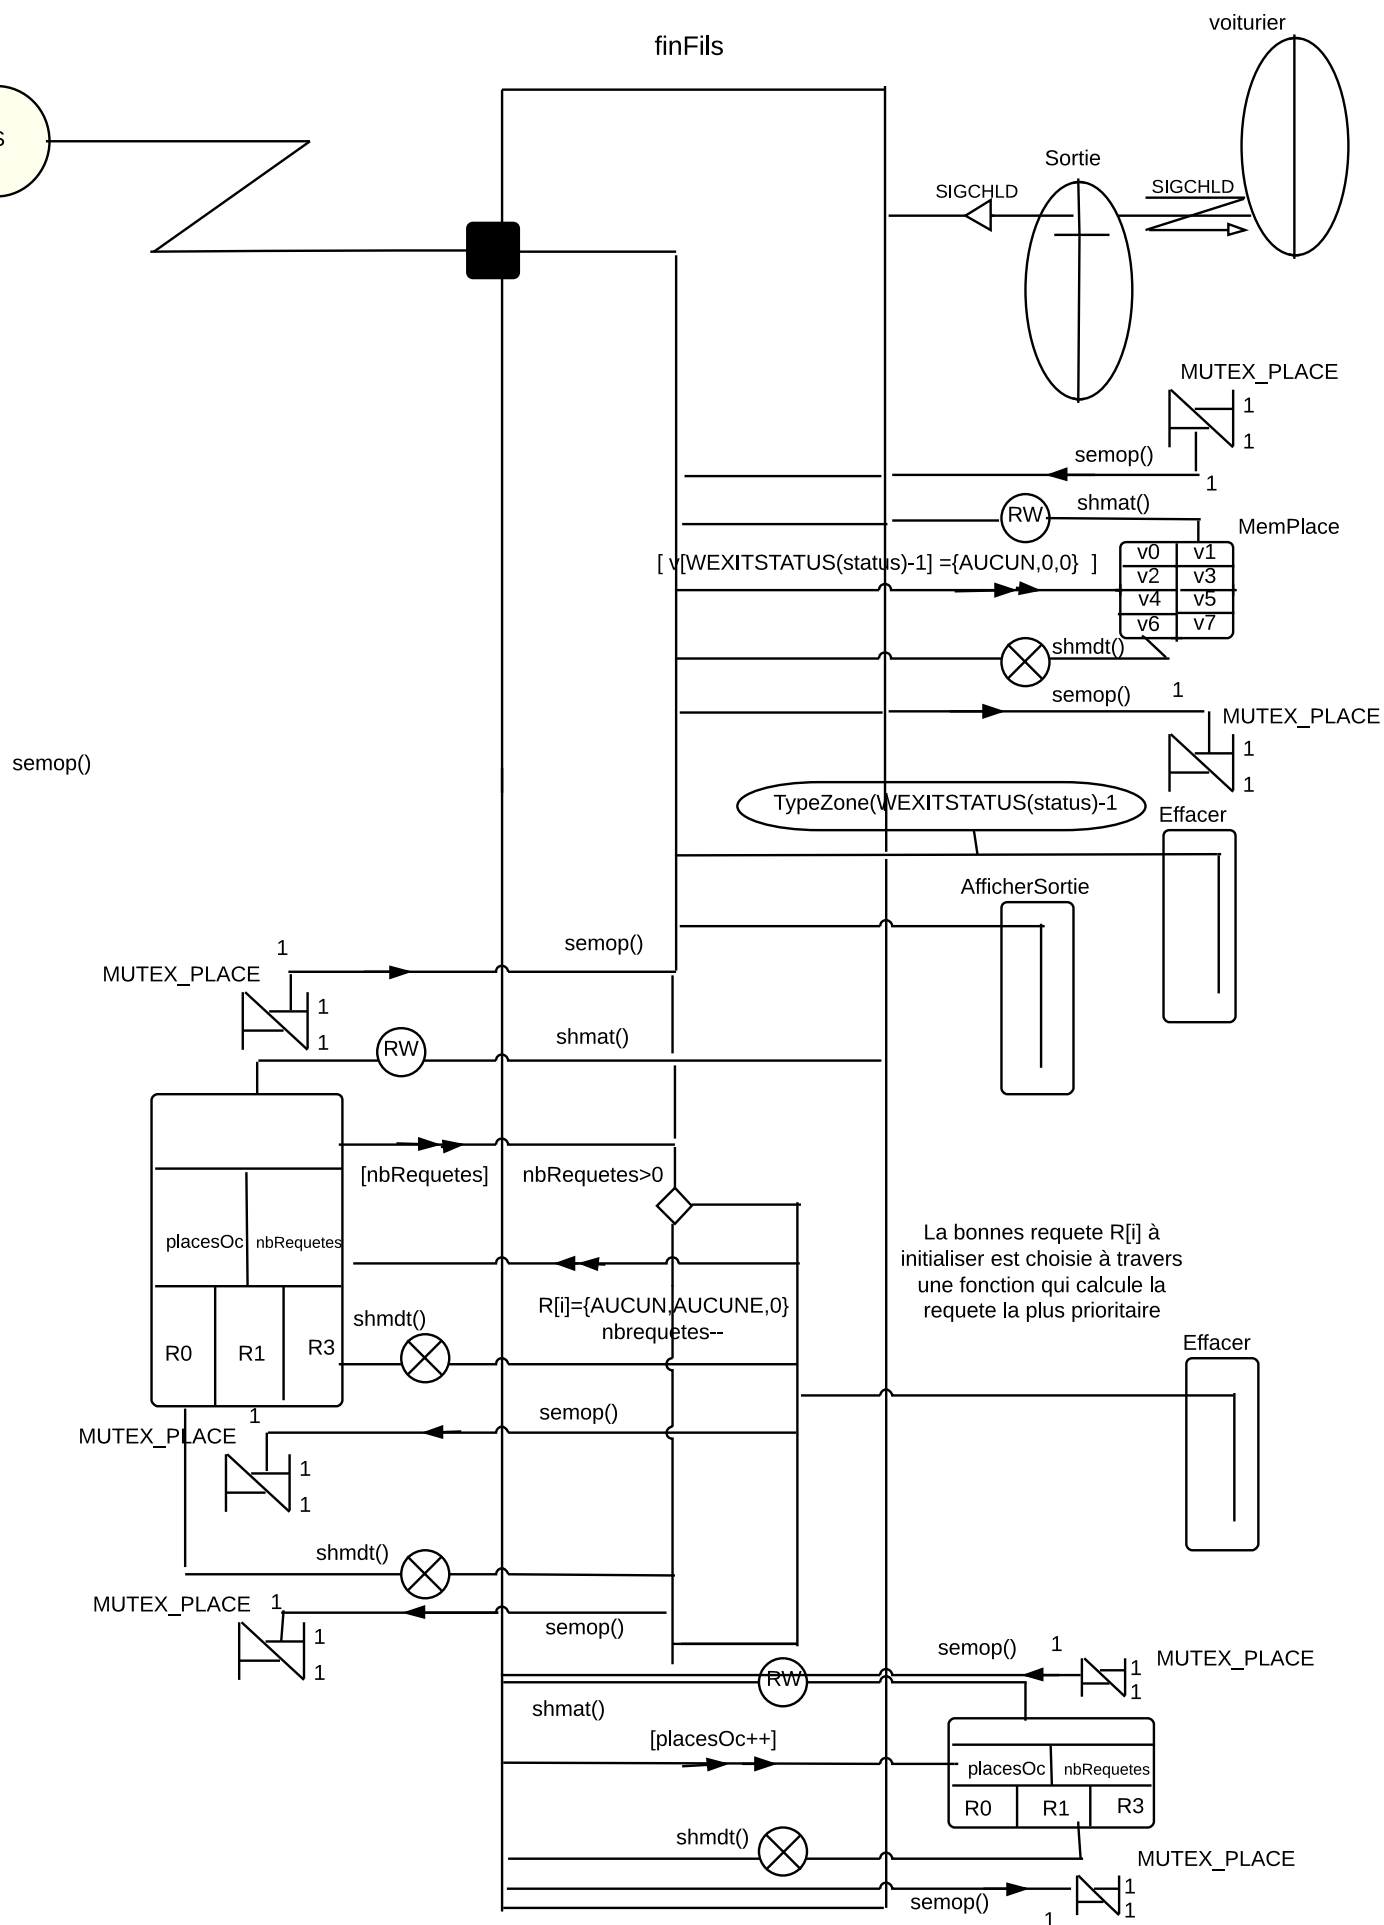 voiturier
finFils
S
Sortie
SIGCHLD
SIGCHLD
MUTEX_PLACE
1
1
semop()
1
shmat()
RW
MemPlace
[ v[WEXITSTATUS(status)-1] ={AUCUN,0,0} ]
v0 v1
v2 v3
v4 v5
v6 v7
shmdt()
semop()
1
MUTEX_PLACE
1
1
semop()
TypeZone(WEXITSTATUS(status)-1
Effacer
AfficherSortie
semop()
1
MUTEX_PLACE
1
1
shmat()
RW
[nbRequetes]
nbRequetes>0
placesOc
nbRequetes
La bonnes requete R[i] à
initialiser est choisie à travers
une fonction qui calcule la
requete la plus prioritaire
R[i]={AUCUN,AUCUNE,0}
nbrequetes--
shmdt()
R0
R1
R3
Effacer
semop()
1
MUTEX_PLACE
1
1
shmdt()
MUTEX_PLACE
1
semop()
1
1
semop()
1
MUTEX_PLACE
1
1
RW
shmat()
[placesOc++]
placesOc
nbRequetes
R0
R1
R3
shmdt()
MUTEX_PLACE
1
1
semop()
1